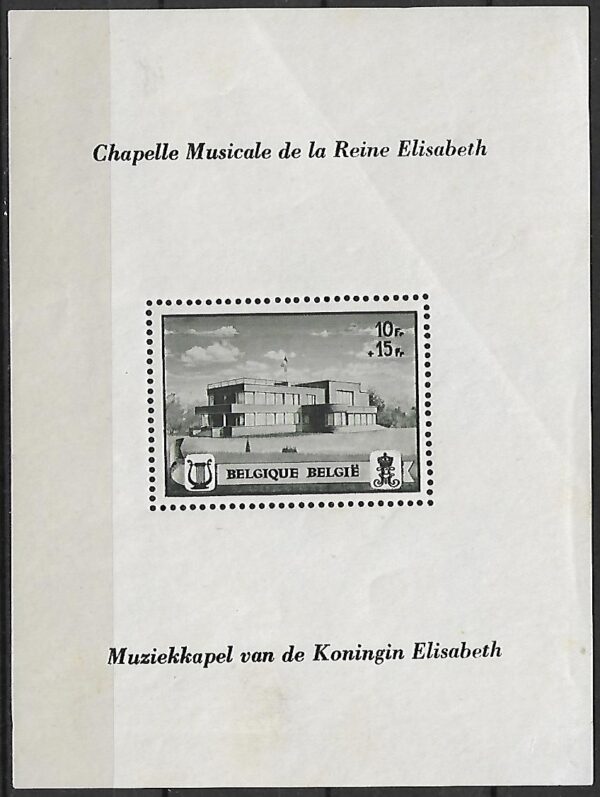 Chapelle Musicale de la Reine Elisabeth
10 Fr
+15 Fr
BELGIQUE BELGIË
Muziekkapel van de Koningin Elisabeth